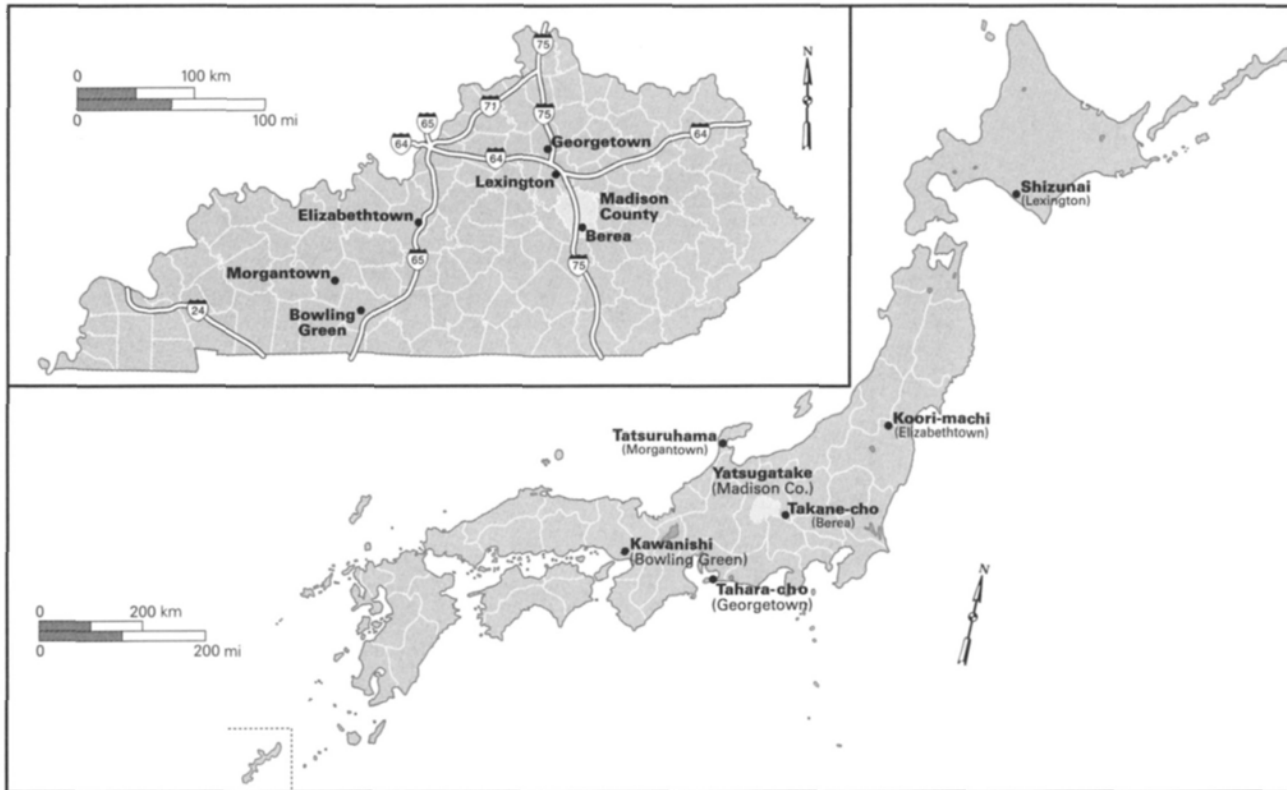 75
N
0
100 km
0
100 mi
71
75
65
64
64
64
Georgetown
Lexington
Madison
County
Elizabethtown
Berea
65
75
Morgantown
24
Bowling
Green
Shizunai
(Lexington)
Koori-machi
(Elizabethtown)
Tatsuruhama
(Morgantown)
Yatsugatake
(Madison Co.)
Takane-cho
(Berea)
Kawanishi
(Bowling Green)
Tahara-cho
(Georgetown)
N
0
200 km
0
200 mi